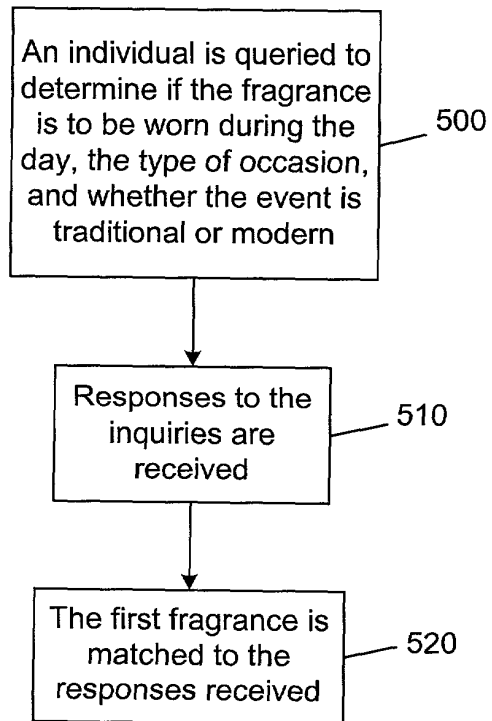 An individual is queried to
determine if the fragrance
is to be worn during the
day, the type of occasion,
and whether the event is
traditional or modern
500
Responses to the
inquiries are
received
510
The first fragrance is
matched to the
responses received
520